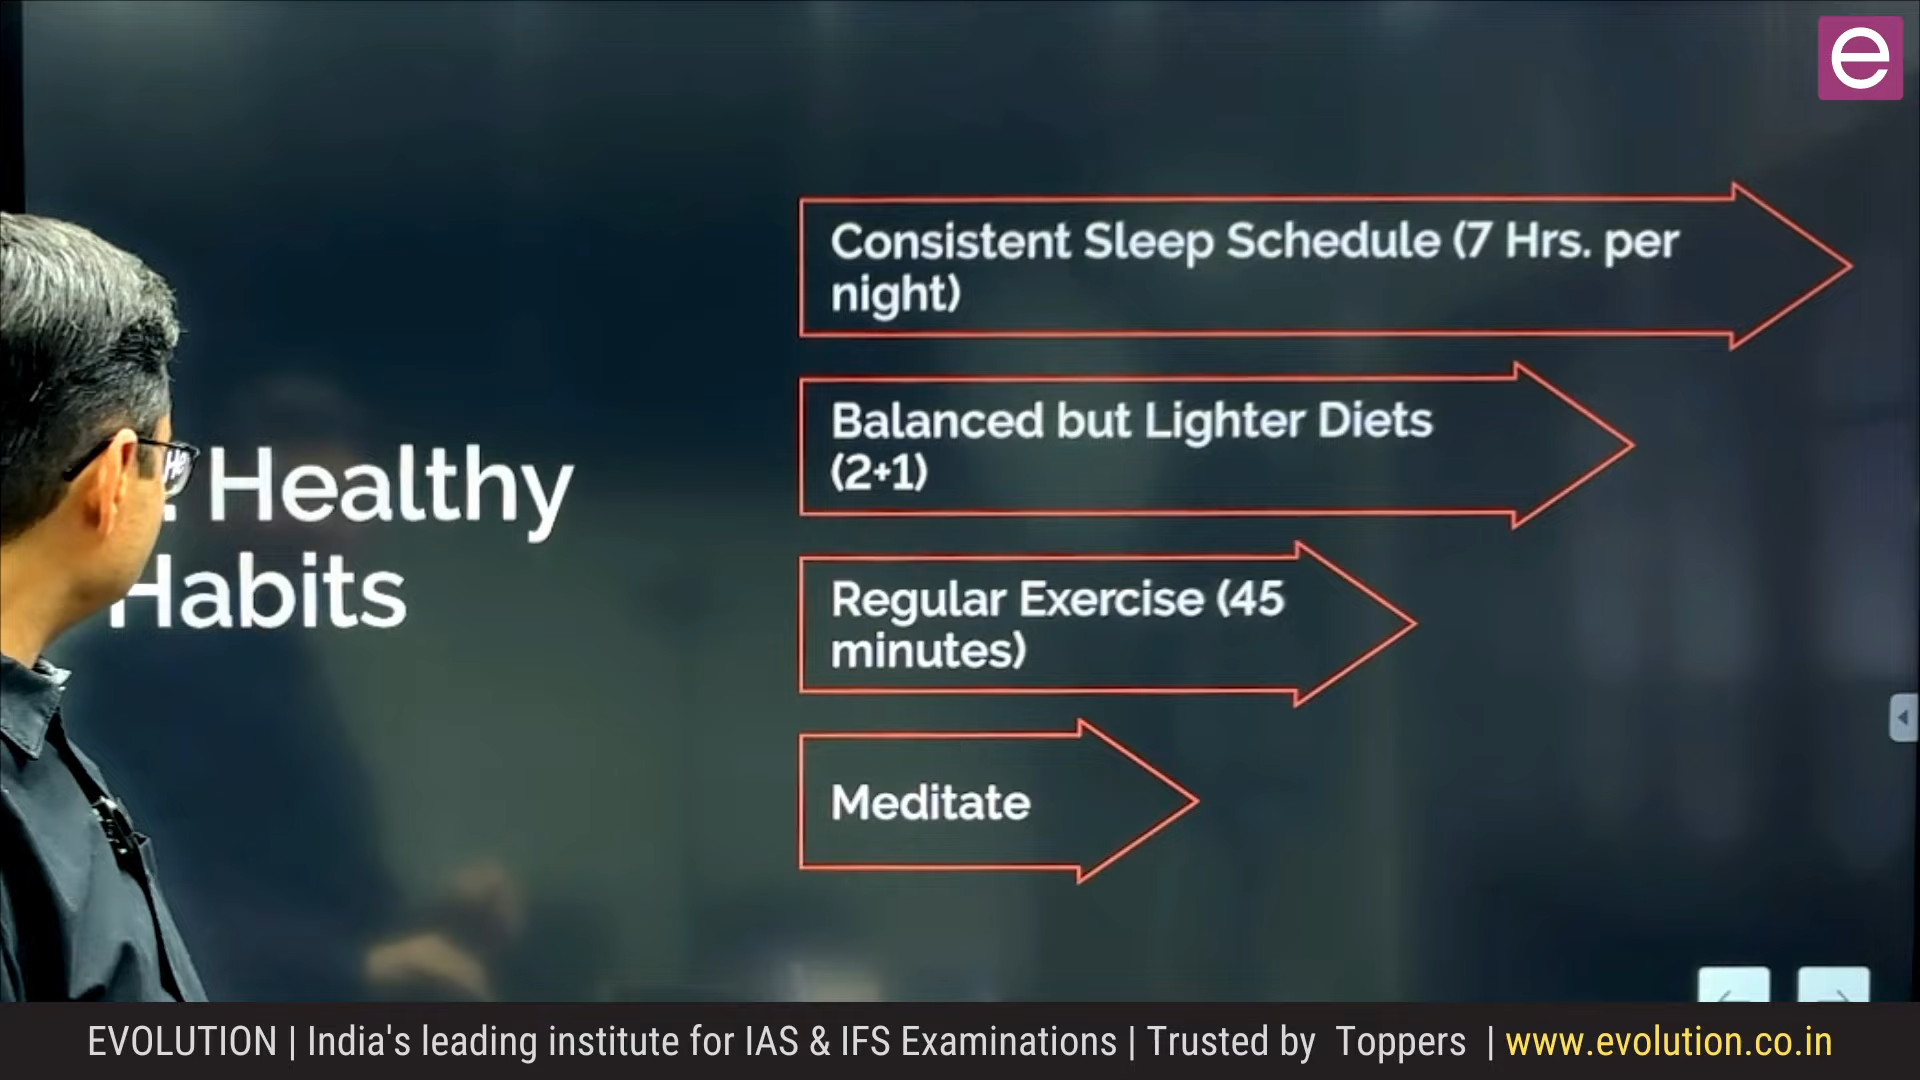 e
Healthy
Habits
Consistent Sleep Schedule (7 Hrs. per
night)
Balanced but Lighter Diets
(2+1)
Regular Exercise (45
minutes)
Meditate
EVOLUTION | India's leading institute for IAS & IFS Examinations | Trusted by Toppers | www.evolution.co.in